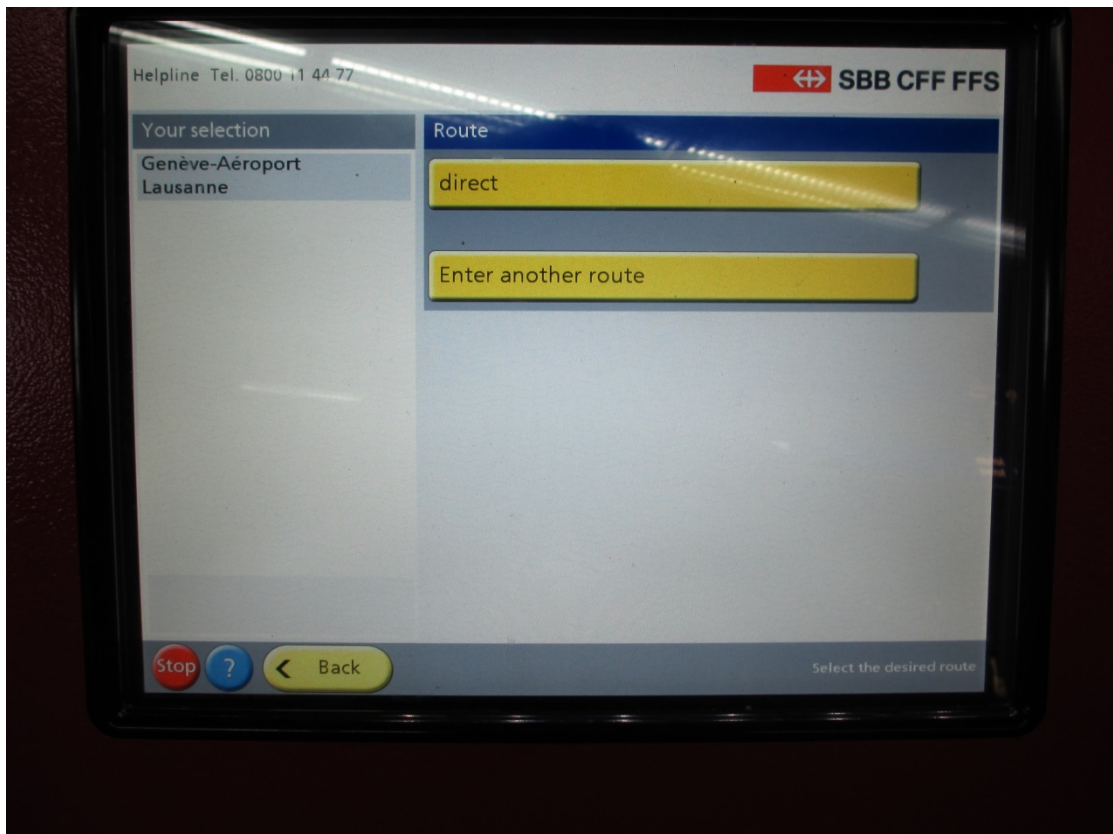 Helpline Tel. 0800 11 44 77
SBB CFF FFS
Your selection
Genève-Aéroport
Lausanne
Route
direct
Enter another route
Stop
?
Back
Select the desired route